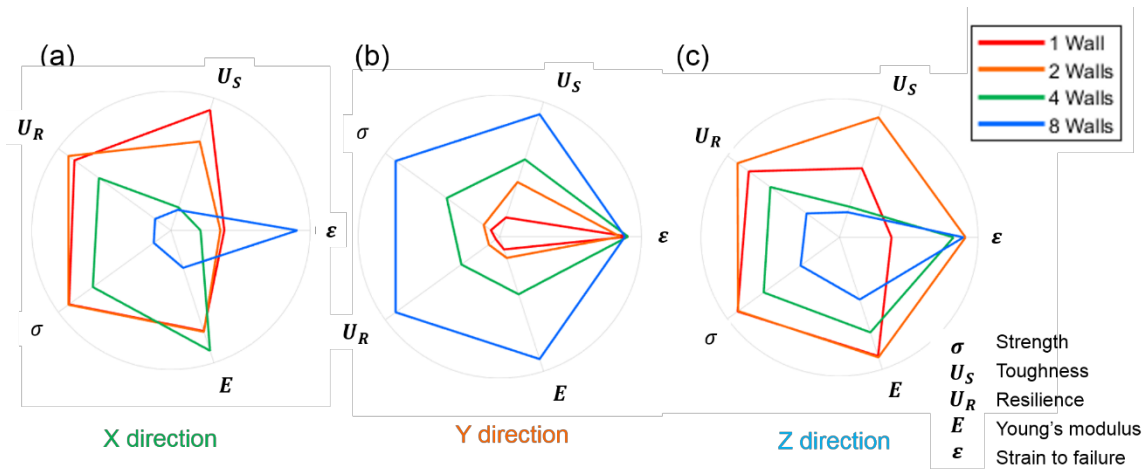 (a)
U_S
U_R
σ
E
ε
X direction
(b)
U_S
σ
U_R
E
ε
Y direction
(c)
U_S
U_R
σ
E
ε
Z direction
1 Wall
2 Walls
4 Walls
8 Walls
σ Strength
U_S Toughness
U_R Resilience
E Young's modulus
ε Strain to failure